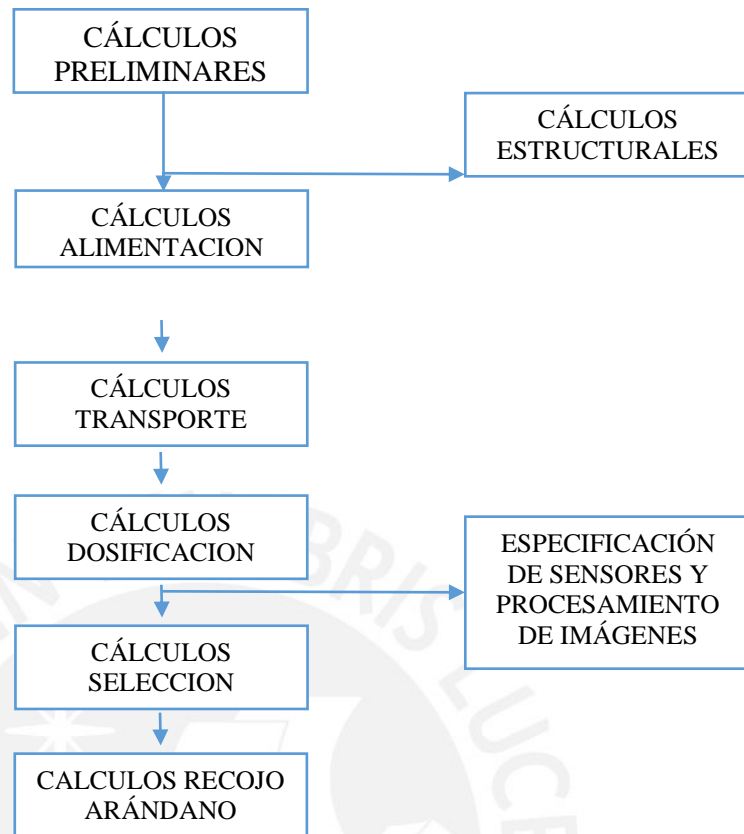 CÁLCULOS
PRELIMINARES
CÁLCULOS
ESTRUCTURALES
CÁLCULOS
ALIMENTACION
CÁLCULOS
TRANSPORTE
CÁLCULOS
DOSIFICACION
ESPECIFICACIÓN
DE SENSORES Y
PROCESAMIENTO
DE IMÁGENES
CÁLCULOS
SELECCION
CALCULOS RECOJO
ARÁNDANO